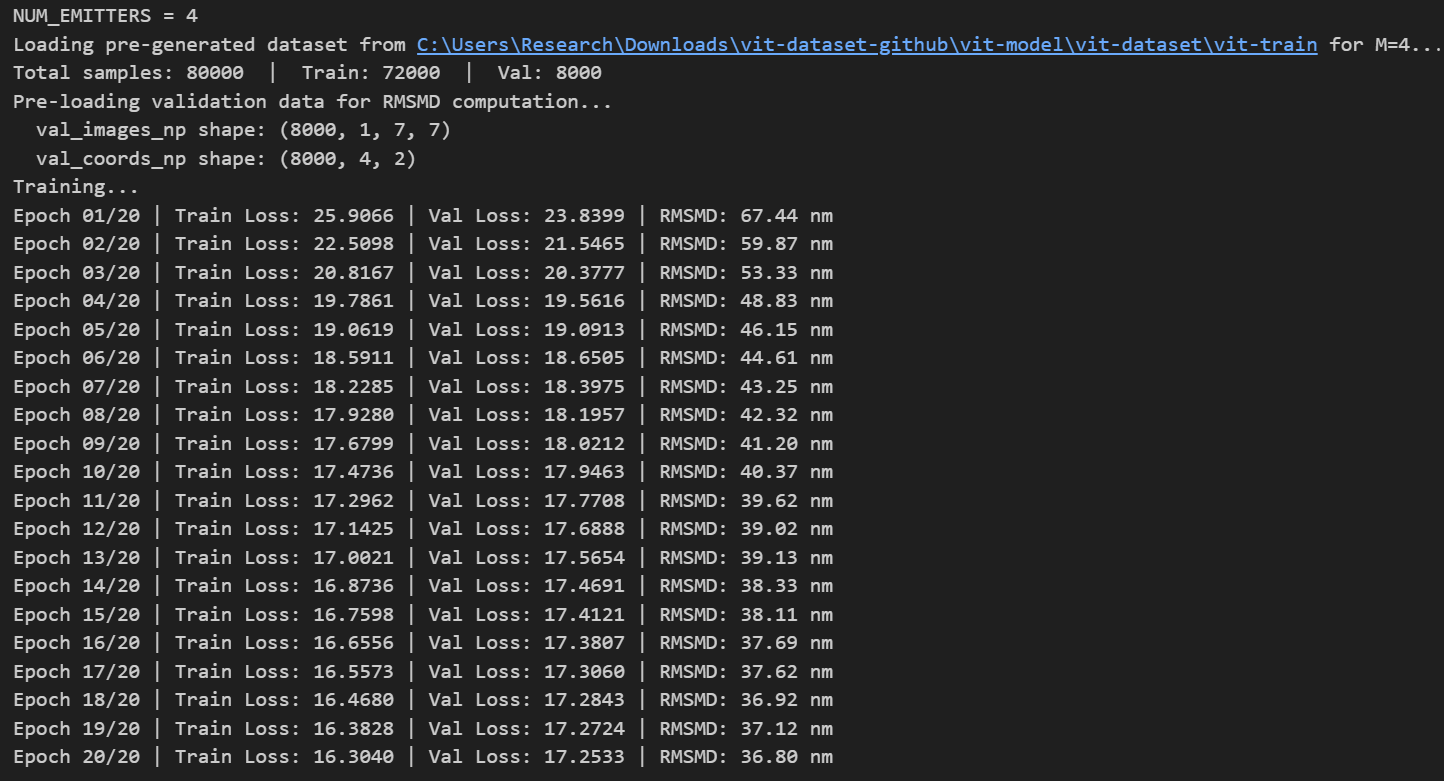 NUM_EMITTERS = 4
Loading pre-generated dataset from C:\Users\Research\Downloads\vit-dataset-github\vit-model\vit-dataset\vit-train for M=4...
Total samples: 80000 | Train: 72000 | Val: 8000
Pre-loading validation data for RMSMD computation...
val_images_np shape: (8000, 1, 7, 7)
val_coords_np shape: (8000, 4, 2)
Training...
Epoch 01/20 | Train Loss: 25.9066 | Val Loss: 23.8399 | RMSMD: 67.44 nm
Epoch 02/20 | Train Loss: 22.5098 | Val Loss: 21.5465 | RMSMD: 59.87 nm
Epoch 03/20 | Train Loss: 20.8167 | Val Loss: 20.3777 | RMSMD: 53.33 nm
Epoch 04/20 | Train Loss: 19.7861 | Val Loss: 19.5616 | RMSMD: 48.83 nm
Epoch 05/20 | Train Loss: 19.0619 | Val Loss: 19.0913 | RMSMD: 46.15 nm
Epoch 06/20 | Train Loss: 18.5911 | Val Loss: 18.6505 | RMSMD: 44.61 nm
Epoch 07/20 | Train Loss: 18.2285 | Val Loss: 18.3975 | RMSMD: 43.25 nm
Epoch 08/20 | Train Loss: 17.9280 | Val Loss: 18.1957 | RMSMD: 42.32 nm
Epoch 09/20 | Train Loss: 17.6799 | Val Loss: 18.0212 | RMSMD: 41.20 nm
Epoch 10/20 | Train Loss: 17.4736 | Val Loss: 17.9463 | RMSMD: 40.37 nm
Epoch 11/20 | Train Loss: 17.2962 | Val Loss: 17.7708 | RMSMD: 39.62 nm
Epoch 12/20 | Train Loss: 17.1425 | Val Loss: 17.6888 | RMSMD: 39.02 nm
Epoch 13/20 | Train Loss: 17.0021 | Val Loss: 17.5654 | RMSMD: 39.13 nm
Epoch 14/20 | Train Loss: 16.8736 | Val Loss: 17.4691 | RMSMD: 38.33 nm
Epoch 15/20 | Train Loss: 16.7598 | Val Loss: 17.4121 | RMSMD: 38.11 nm
Epoch 16/20 | Train Loss: 16.6556 | Val Loss: 17.3807 | RMSMD: 37.69 nm
Epoch 17/20 | Train Loss: 16.5573 | Val Loss: 17.3060 | RMSMD: 37.62 nm
Epoch 18/20 | Train Loss: 16.4680 | Val Loss: 17.2843 | RMSMD: 36.92 nm
Epoch 19/20 | Train Loss: 16.3828 | Val Loss: 17.2724 | RMSMD: 37.12 nm
Epoch 20/20 | Train Loss: 16.3040 | Val Loss: 17.2533 | RMSMD: 36.80 nm